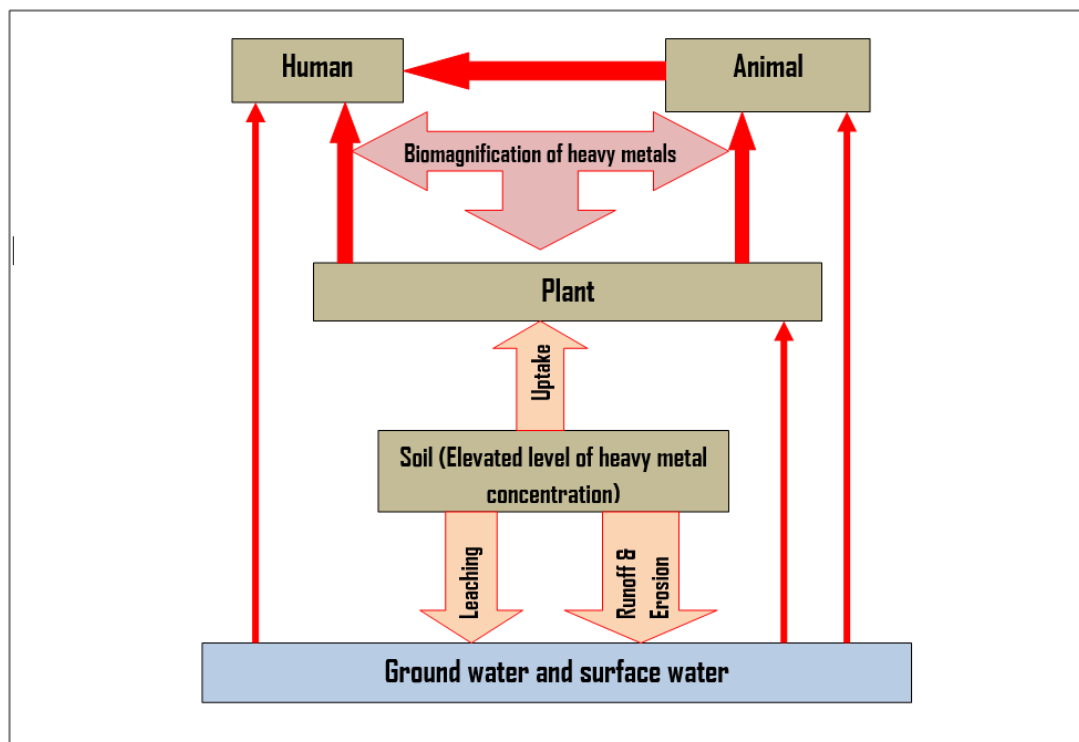 Human
Animal
Biomagnification of heavy metals
Plant
Uptake
Soil (Elevated level of heavy metal
concentration)
Leaching
Runoff &
Erosion
Ground water and surface water